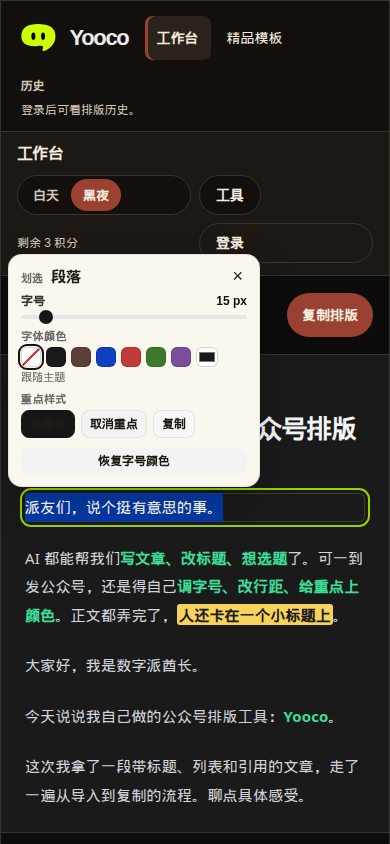 Yooco 工作台 精品模板
历史
登录后可看排版历史。
工作台
白天 黑夜 工具
剩余 3 积分 登录
复制排版
划选 段落 ×
字号 15 px
字体颜色
跟随主题
重点样式
取消重点 复制
恢复字号颜色
众号排版
派友们，说个挺有意思的事。
AI 都能帮我们写文章、改标题、想选题了。可一到
发公众号，还是得自己调字号、改行距、给重点上
颜色。正文都弄完了，人还卡在一个小标题上。
大家好，我是数字派酋长。
今天说说我自己做的公众号排版工具：Yooco。
这次我拿了一段带标题、列表和引用的文章，走了
一遍从导入到复制的流程。聊点具体感受。